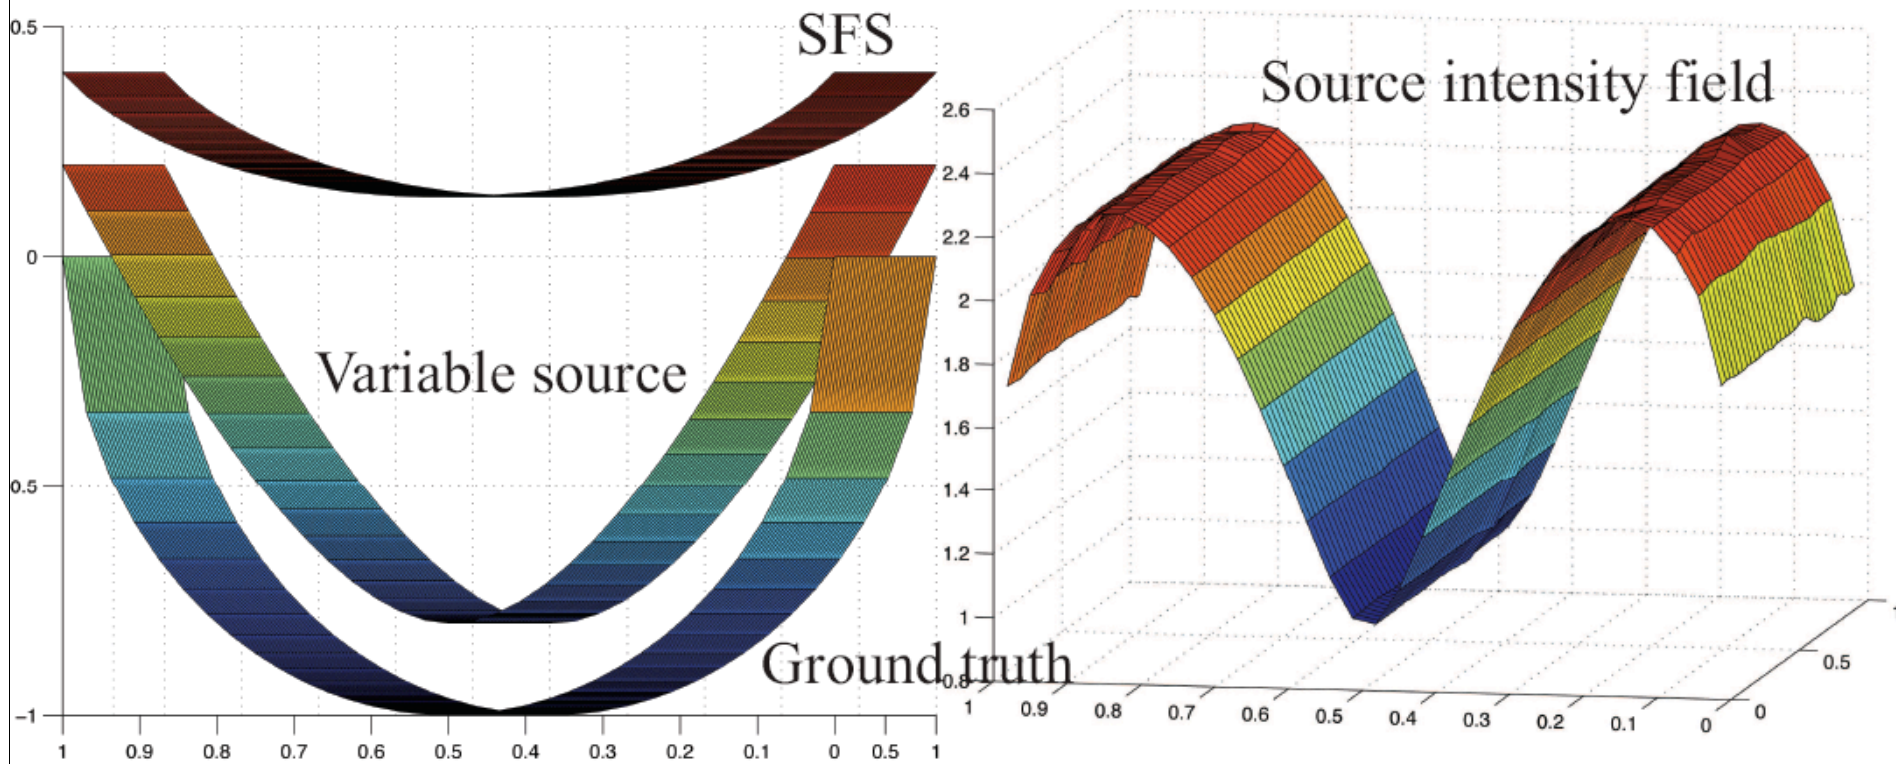 SFS
0.5
0
0.5
−1
Variable source
Ground truth
1 0.9 0.8 0.7 0.6 0.5 0.4 0.3 0.2 0.1 0 0.5 1
Source intensity field
2.6
2.4
2.2
2
1.8
1.6
1.4
1.2
1
0.8
1 0.9 0.8 0.7 0.6 0.5 0.4 0.3 0.2 0.1 0
0
0.5